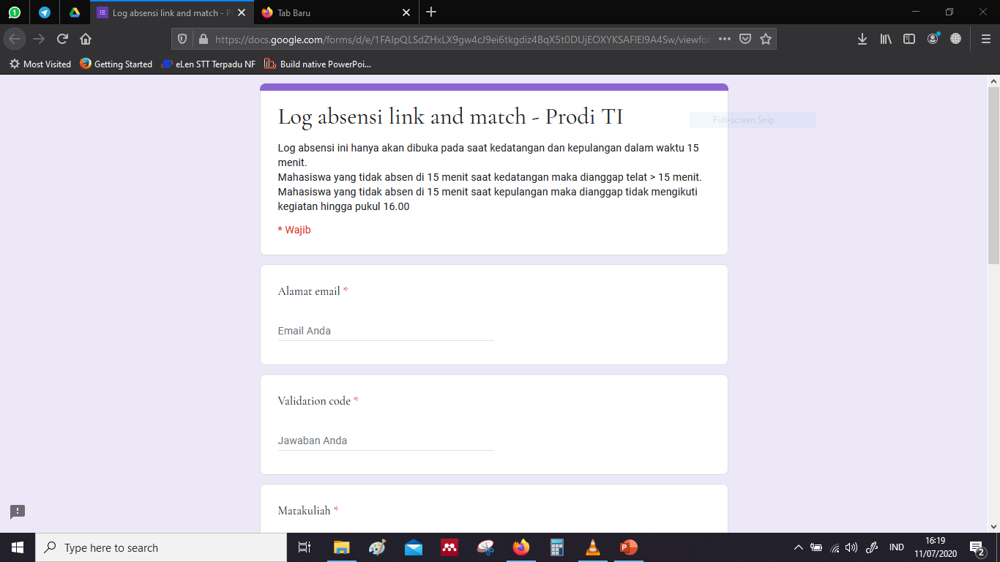 Log absensi link and match - P
Tab Baru
https://docs.google.com/forms/d/e/1FAIpQLSdZHxLX9gw4cJ9ei6tkgdiz4BqX5t0DUjEOXYKSAFlEI9A4Sw/viewfor
Most Visited
Getting Started
eLen STT Terpadu NF
Build native PowerPoi...
Log absensi link and match - Prodi TI
Full-screen Snip
Log absensi ini hanya akan dibuka pada saat kedatangan dan kepulangan dalam waktu 15
menit.
Mahasiswa yang tidak absen di 15 menit saat kedatangan maka dianggap telat > 15 menit.
Mahasiswa yang tidak absen di 15 menit saat kepulangan maka dianggap tidak mengikuti
kegiatan hingga pukul 16.00
* Wajib
Alamat email *
Email Anda
Validation code *
Jawaban Anda
Matakuliah *
Type here to search
IND
16:19
11/07/2020
2